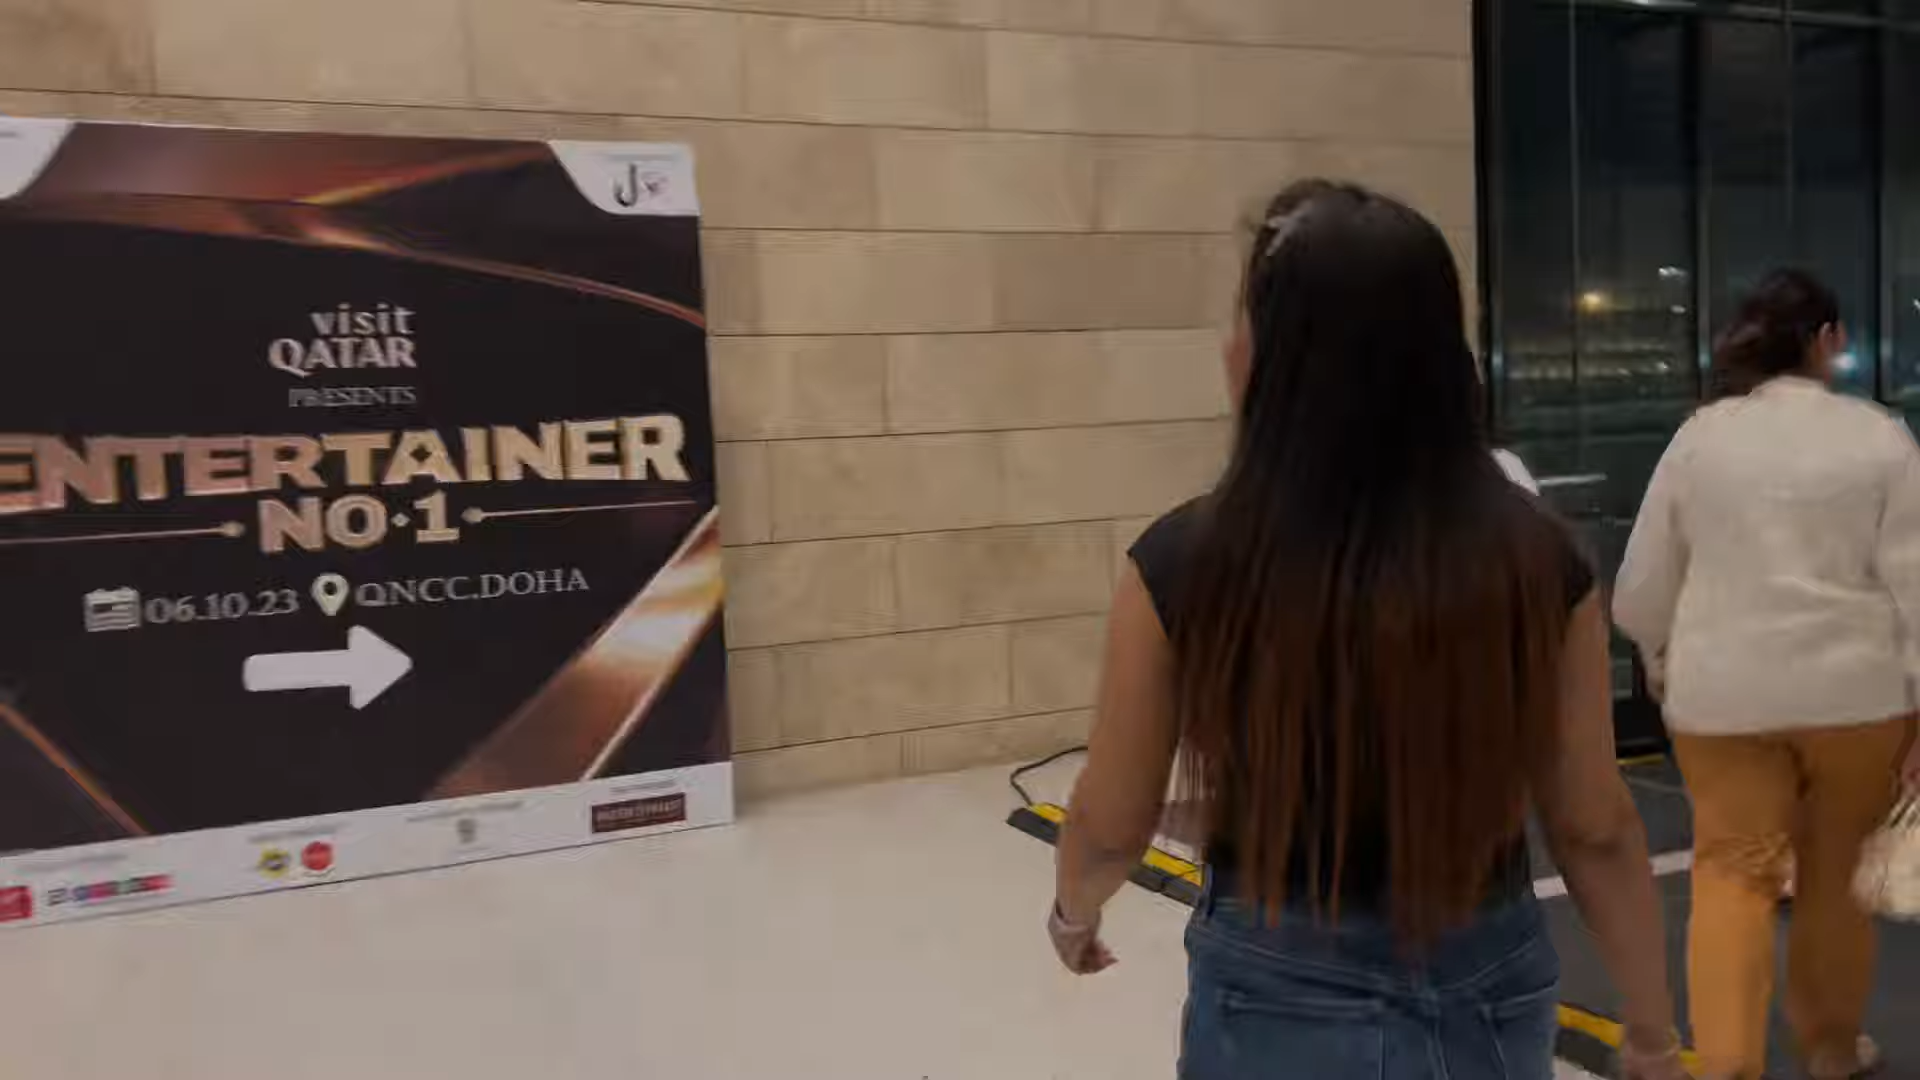 visit
QATAR
PRESENTS
ENTERTAINER
NO·1
06.10.23 QNCC.DOHA